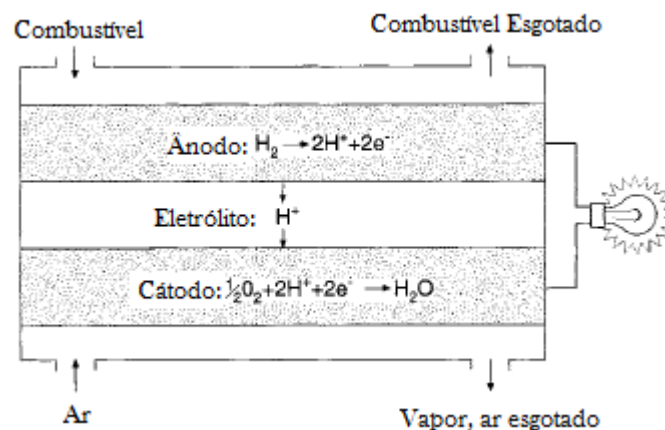 Combustível
Combustível Esgotado
Ânodo: H₂ → 2H⁺+2e⁻
Eletrólito: H⁺
Cátodo: ½O₂+2H⁺+2e⁻ → H₂O
Ar
Vapor, ar esgotado